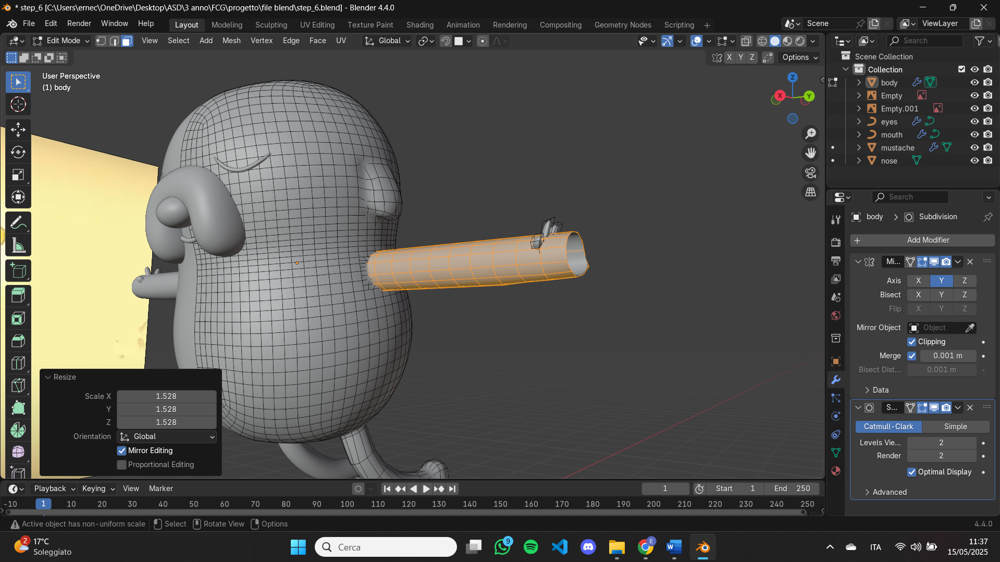 * step_6 [C:\Users\ernec\OneDrive\Desktop\ASD\3 anno\FCG\progetto\file blend\step_6.blend] - Blender 4.4.0
File Edit Render Window Help
Layout Modeling Sculpting UV Editing Texture Paint Shading Animation Rendering Compositing Geometry Nodes Scripting +
Scene
ViewLayer
Edit Mode View Select Add Mesh Vertex Edge Face UV Global
Search
X Y Z Options
User Perspective
(1) body
Z
X
Y
Scene Collection
Collection
body
Empty
Empty.001
eyes
mouth
mustache
nose
Search
body > Subdivision
+ Add Modifier
Mi...
Axis X Y Z
Bisect X Y Z
Flip X Y Z
Mirror Object Object
Clipping
Merge 0.001 m
Bisect Dist... 0.001 m
Data
S...
Catmull-Clark Simple
Levels Vie... 2
Render 2
Optimal Display
Advanced
Resize
Scale X 1.528
Y 1.528
Z 1.528
Orientation Global
Mirror Editing
Proportional Editing
Playback Keying View Marker
1 Start 1 End 250
-10 1 10 20 30 40 50 60 70 80 90 100 110 120 130 140 150 160 170 180 190 200 210 220 230 240 250
Active object has non-uniform scale Select Rotate View Options
4.4.0
2
17°C
Soleggiato
Cerca
9
E
W
ITA
11:37
15/05/2025